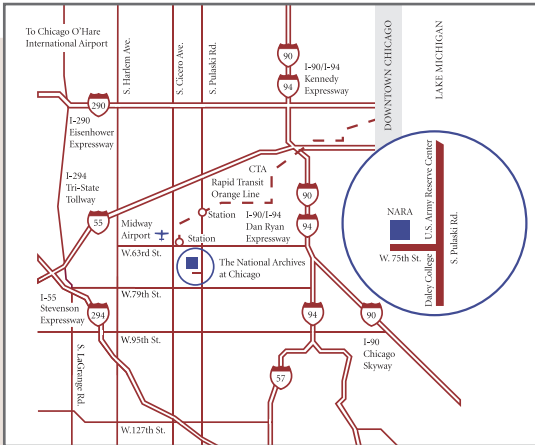 To Chicago O'Hare
International Airport
S. Harlem Ave.
S. Cicero Ave.
S. Pulaski Rd.
90
94
I-90/I-94
Kennedy
Expressway
DOWNTOWN CHICAGO
LAKE MICHIGAN
290
I-290
Eisenhower
Expressway
I-294
Tri-State
Tollway
CTA
Rapid Transit
Orange Line
55
Midway
Airport
Station
Station
I-90/I-94
Dan Ryan
Expressway
90
94
W. 63rd St.
The National Archives
at Chicago
NARA
W. 75th St.
U.S. Army Reserve Center
Daley College
S. Pulaski Rd.
W.79th St.
I-55
Stevenson
Expressway
294
94
90
W.95th St.
I-90
Chicago
Skyway
S. LaGrange Rd.
57
W.127th St.